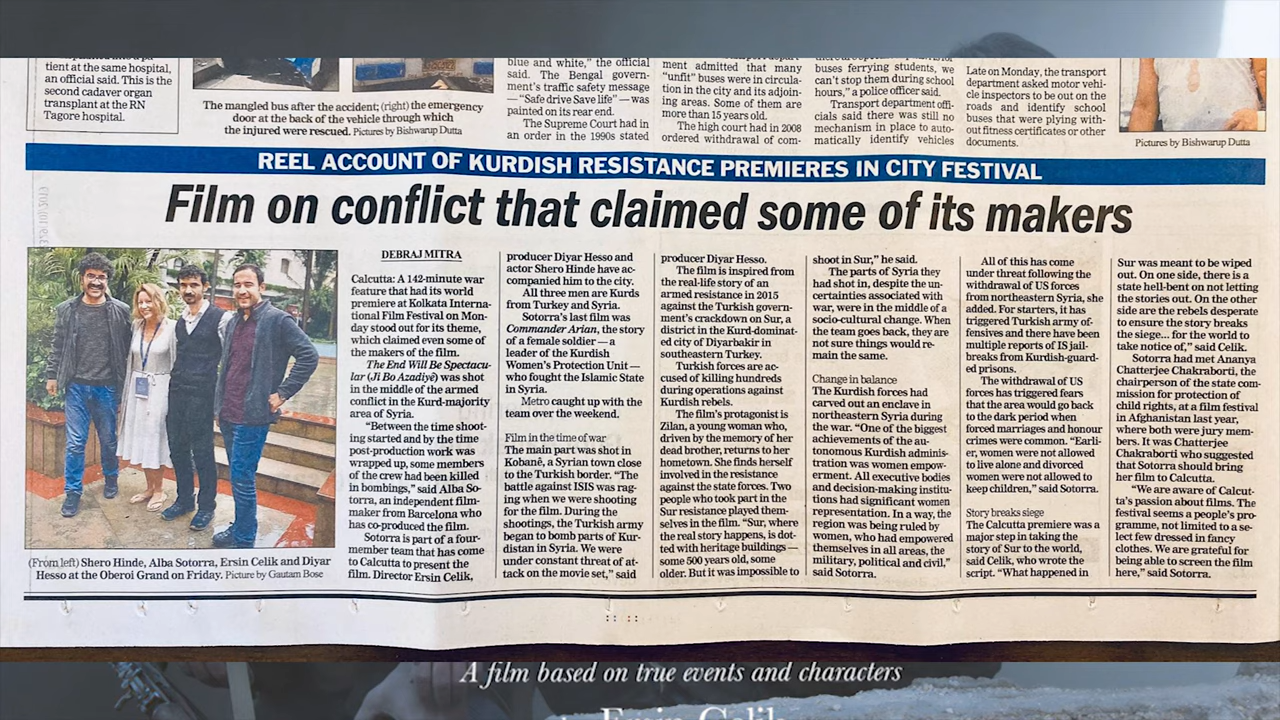 tient at the same hospital,
an official said. This is the
second cadaver organ
transplant at the RN
Tagore hospital.
The mangled bus after the accident; (right) the emergency
door at the back of the vehicle through which
the injured were rescued. Pictures by Bishwarup Dutta
blue and white,” the official
said. The Bengal govern-
ment’s traffic safety message
— “Safe drive Save life” — was
painted on its rear end.
The Supreme Court had in
an order in the 1990s stated
ment admitted that many
“unfit” buses were in circula-
tion in the city and its adjoin-
ing areas. Some of them are
more than 15 years old.
The high court had in 2008
ordered withdrawal of com-
buses ferrying students, we
can’t stop them during school
hours,” a police officer said.
Transport department offi-
cials said there was still no
mechanism in place to auto-
matically identify vehicles
Late on Monday, the transport
department asked motor vehi-
cle inspectors to be out on the
roads and identify school
buses that were plying with-
out fitness certificates or other
documents.
Pictures by Bishwarup Dutta
REEL ACCOUNT OF KURDISH RESISTANCE PREMIERES IN CITY FESTIVAL
Film on conflict that claimed some of its makers
(From left) Shero Hinde, Alba Sotorra, Ersin Celik and Diyar
Hesso at the Oberoi Grand on Friday. Picture by Gautam Bose
DEBRAJ MITRA
Calcutta: A 142-minute war
feature that had its world
premiere at Kolkata Interna-
tional Film Festival on Mon-
day stood out for its theme,
which claimed even some of
the makers of the film.
The End Will Be Spectacu-
lar (Ji Bo Azadiyê) was shot
in the middle of the armed
conflict in the Kurd-majority
area of Syria.
“Between the time shoot-
ing started and by the time
post-production work was
wrapped up, some members
of the crew had been killed
in bombings,” said Alba So-
torra, an independent film-
maker from Barcelona who
has co-produced the film.
Sotorra is part of a four-
member team that has come
to Calcutta to present the
film. Director Ersin Celik,
producer Diyar Hesso and
actor Shero Hinde have ac-
companied him to the city.
All three men are Kurds
from Turkey and Syria.
Sotorra’s last film was
Commander Arian, the story
of a female soldier — a
leader of the Kurdish
Women’s Protection Unit —
who fought the Islamic State
in Syria.
Metro caught up with the
team over the weekend.
Film in the time of war
The main part was shot in
Kobanê, a Syrian town close
to the Turkish border. “The
battle against ISIS was rag-
ing when we were shooting
for the film. During the
shootings, the Turkish army
began to bomb parts of Kur-
distan in Syria. We were
under constant threat of at-
tack on the movie set,” said
producer Diyar Hesso.
The film is inspired from
the real-life story of an
armed resistance in 2015
against the Turkish govern-
ment’s crackdown on Sur, a
district in the Kurd-dominat-
ed city of Diyarbakir in
southeastern Turkey.
Turkish forces are ac-
cused of killing hundreds
during operations against
Kurdish rebels.
The film’s protagonist is
Zilan, a young woman who,
driven by the memory of her
dead brother, returns to her
hometown. She finds herself
involved in the resistance
against the state forces. Two
people who took part in the
Sur resistance played them-
selves in the film. “Sur, where
the real story happens, is dot-
ted with heritage buildings —
some 500 years old, some
older. But it was impossible to
shoot in Sur,” he said.
The parts of Syria they
had shot in, despite the un-
certainties associated with
war, were in the middle of a
socio-cultural change. When
the team goes back, they are
not sure things would re-
main the same.
Change in balance
The Kurdish forces had
carved out an enclave in
northeastern Syria during
the war. “One of the biggest
achievements of the au-
tonomous Kurdish adminis-
tration was women empow-
erment. All executive bodies
and decision-making institu-
tions had significant women
representation. In a way, the
region was being ruled by
women, who had empowered
themselves in all areas, the
military, political and civil,”
said Sotorra.
All of this has come
under threat following the
withdrawal of US forces
from northeastern Syria, she
added. For starters, it has
triggered Turkish army of-
fensives and there have been
multiple reports of IS jail-
breaks from Kurdish-guard-
ed prisons.
The withdrawal of US
forces has triggered fears
that the area would go back
to the dark period when
forced marriages and honour
crimes were common. “Earli-
er, women were not allowed
to live alone and divorced
women were not allowed to
keep children,” said Sotorra.
Story breaks siege
The Calcutta premiere was a
major step in taking the
story of Sur to the world,
said Celik, who wrote the
script. “What happened in
Sur was meant to be wiped
out. On one side, there is a
state hell-bent on not letting
the stories out. On the other
side are the rebels desperate
to ensure the story breaks
the siege... for the world to
take notice of,” said Celik.
Sotorra had met Ananya
Chatterjee Chakraborti, the
chairperson of the state com-
mission for protection of
child rights, at a film festival
in Afghanistan last year,
where both were jury mem-
bers. It was Chatterjee
Chakraborti who suggested
that Sotorra should bring
her film to Calcutta.
“We are aware of Calcut-
ta’s passion about films. The
festival seems a people’s pro-
gramme, not limited to a se-
lect few dressed in fancy
clothes. We are grateful for
being able to screen the film
here,” said Sotorra.
A film based on true events and characters